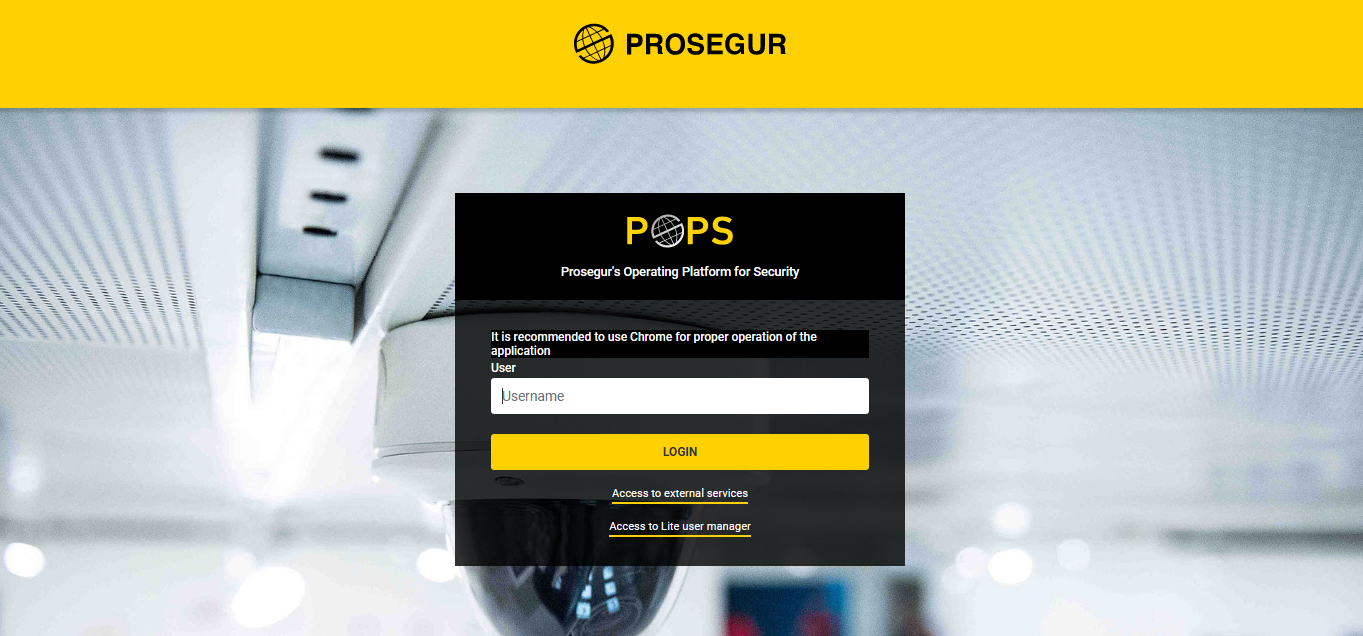 PROSEGUR
POPS
Prosegur's Operating Platform for Security
It is recommended to use Chrome for proper operation of the
application
User
Username
LOGIN
Access to external services
Access to Lite user manager